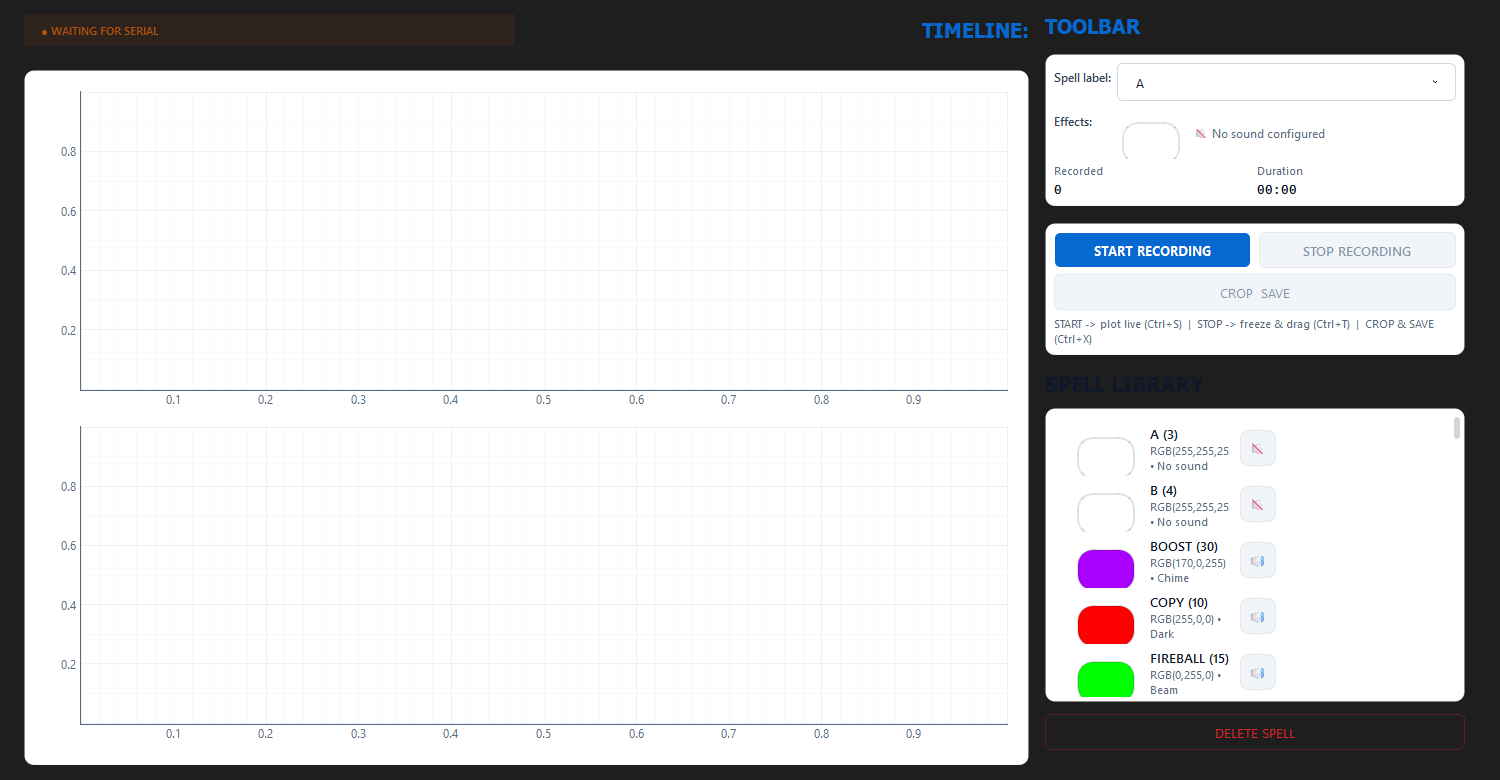 ● WAITING FOR SERIAL
TIMELINE:
0.8
0.6
0.4
0.2
0.1 0.2 0.3 0.4 0.5 0.6 0.7 0.8 0.9
0.8
0.6
0.4
0.2
0.1 0.2 0.3 0.4 0.5 0.6 0.7 0.8 0.9
TOOLBAR
Spell label: A
Effects: No sound configured
Recorded Duration
0 00:00
START RECORDING STOP RECORDING
CROP SAVE
START -> plot live (Ctrl+S) | STOP -> freeze & drag (Ctrl+T) | CROP & SAVE
(Ctrl+X)
SPELL LIBRARY
A (3)
RGB(255,255,25
• No sound
B (4)
RGB(255,255,25
• No sound
BOOST (30)
RGB(170,0,255)
• Chime
COPY (10)
RGB(255,0,0) •
Dark
FIREBALL (15)
RGB(0,255,0) •
Beam
DELETE SPELL